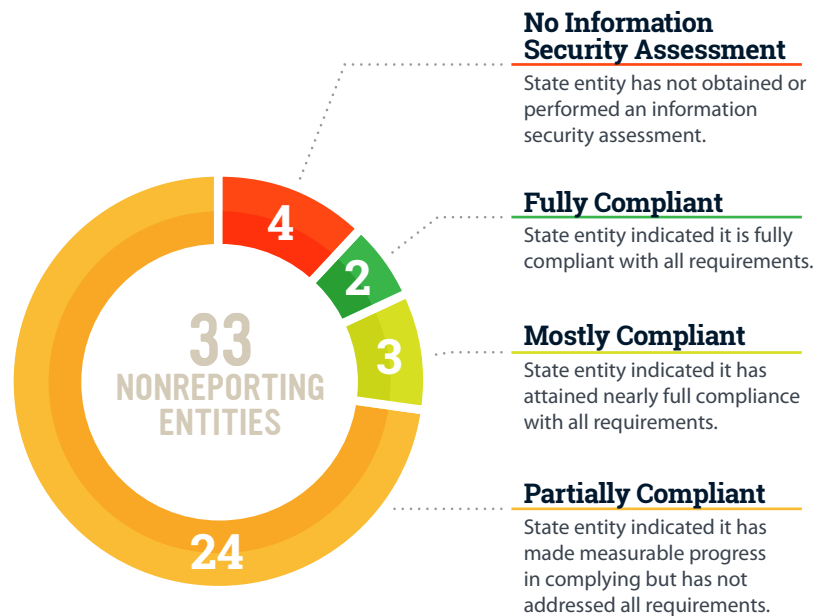 No Information
Security Assessment
State entity has not obtained or
performed an information
security assessment.
4
Fully Compliant
State entity indicated it is fully
compliant with all requirements.
2
33
NONREPORTING
ENTITIES
Mostly Compliant
State entity indicated it has
attained nearly full compliance
with all requirements.
3
Partially Compliant
State entity indicated it has
made measurable progress
in complying but has not
addressed all requirements.
24